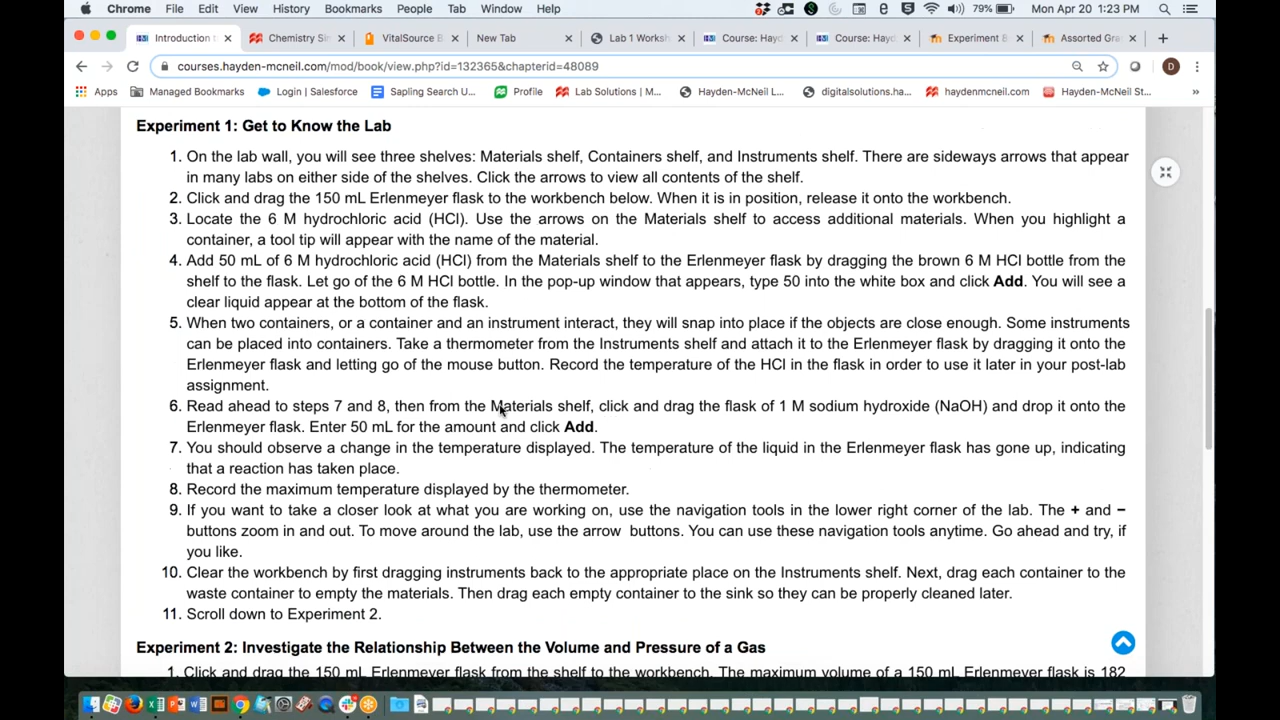 Chrome File Edit View History Bookmarks People Tab Window Help 79% Mon Apr 20 1:23 PM
Introduction t Chemistry Si VitalSource B New Tab Lab 1 Worksh Course: Hayd Course: Hayd Experiment B Assorted Gra
courses.hayden-mcneil.com/mod/book/view.php?id=132365&chapterid=48089 D
Apps Managed Bookmarks Login | Salesforce Sapling Search U... Profile Lab Solutions | M... Hayden-McNeil L... digitalsolutions.ha... haydenmcneil.com Hayden-McNeil St... »
Experiment 1: Get to Know the Lab
1. On the lab wall, you will see three shelves: Materials shelf, Containers shelf, and Instruments shelf. There are sideways arrows that appear
in many labs on either side of the shelves. Click the arrows to view all contents of the shelf.
2. Click and drag the 150 mL Erlenmeyer flask to the workbench below. When it is in position, release it onto the workbench.
3. Locate the 6 M hydrochloric acid (HCl). Use the arrows on the Materials shelf to access additional materials. When you highlight a
container, a tool tip will appear with the name of the material.
4. Add 50 mL of 6 M hydrochloric acid (HCl) from the Materials shelf to the Erlenmeyer flask by dragging the brown 6 M HCl bottle from the
shelf to the flask. Let go of the 6 M HCl bottle. In the pop-up window that appears, type 50 into the white box and click Add. You will see a
clear liquid appear at the bottom of the flask.
5. When two containers, or a container and an instrument interact, they will snap into place if the objects are close enough. Some instruments
can be placed into containers. Take a thermometer from the Instruments shelf and attach it to the Erlenmeyer flask by dragging it onto the
Erlenmeyer flask and letting go of the mouse button. Record the temperature of the HCl in the flask in order to use it later in your post-lab
assignment.
6. Read ahead to steps 7 and 8, then from the Materials shelf, click and drag the flask of 1 M sodium hydroxide (NaOH) and drop it onto the
Erlenmeyer flask. Enter 50 mL for the amount and click Add.
7. You should observe a change in the temperature displayed. The temperature of the liquid in the Erlenmeyer flask has gone up, indicating
that a reaction has taken place.
8. Record the maximum temperature displayed by the thermometer.
9. If you want to take a closer look at what you are working on, use the navigation tools in the lower right corner of the lab. The + and −
buttons zoom in and out. To move around the lab, use the arrow buttons. You can use these navigation tools anytime. Go ahead and try, if
you like.
10. Clear the workbench by first dragging instruments back to the appropriate place on the Instruments shelf. Next, drag each container to the
waste container to empty the materials. Then drag each empty container to the sink so they can be properly cleaned later.
11. Scroll down to Experiment 2.
Experiment 2: Investigate the Relationship Between the Volume and Pressure of a Gas
1. Click and drag the 150 mL Erlenmeyer flask from the shelf to the workbench. The maximum volume of a 150 mL Erlenmeyer flask is 182